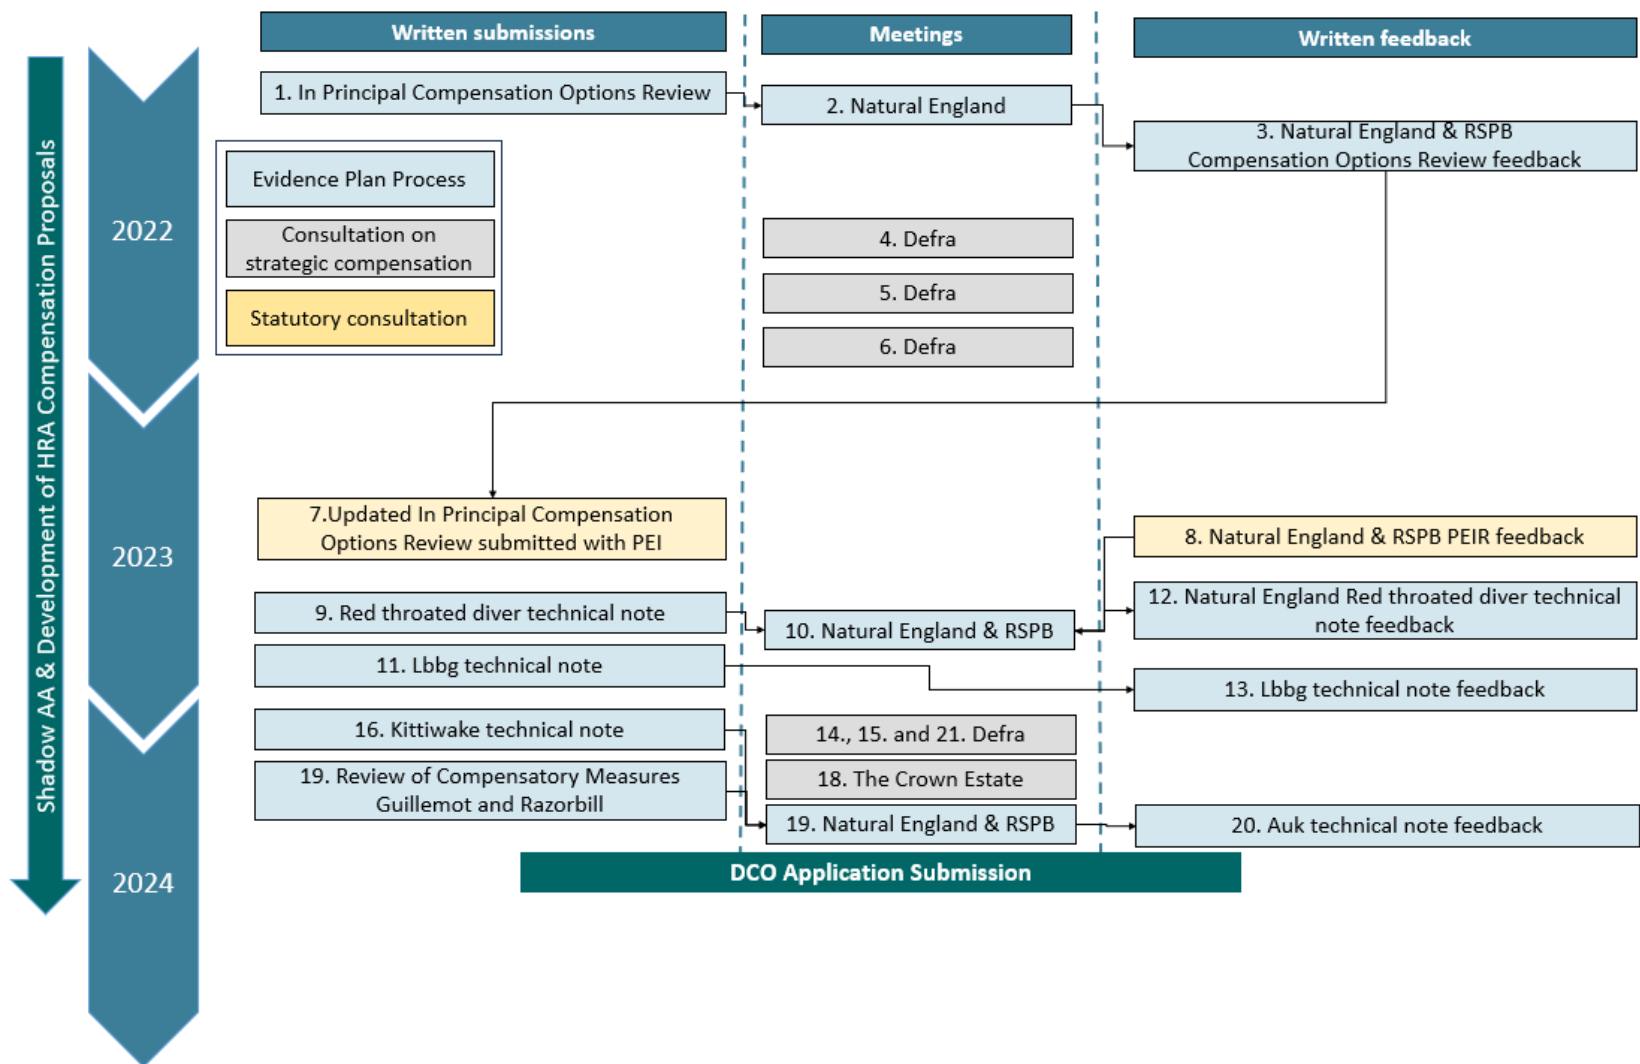 Written submissions
Meetings
Written feedback
Shadow AA & Development of HRA Compensation Proposals
2022
2023
2024
1. In Principal Compensation Options Review
2. Natural England
3. Natural England & RSPB
Compensation Options Review feedback
Evidence Plan Process
Consultation on
strategic compensation
Statutory consultation
4. Defra
5. Defra
6. Defra
7.Updated In Principal Compensation
Options Review submitted with PEI
8. Natural England & RSPB PEIR feedback
9. Red throated diver technical note
10. Natural England & RSPB
12. Natural England Red throated diver technical
note feedback
11. Lbbg technical note
13. Lbbg technical note feedback
16. Kittiwake technical note
14., 15. and 21. Defra
19. Review of Compensatory Measures
Guillemot and Razorbill
18. The Crown Estate
19. Natural England & RSPB
20. Auk technical note feedback
DCO Application Submission